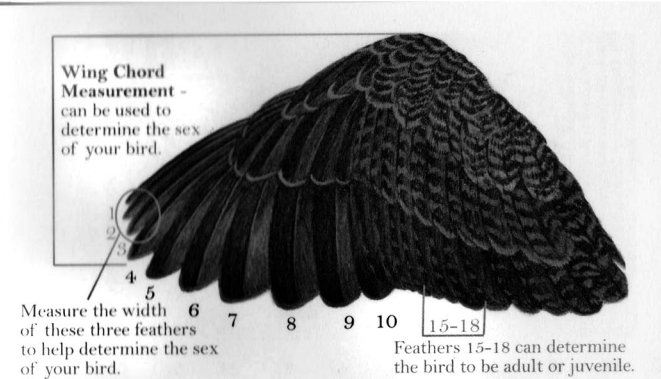 Wing Chord
Measurement -
can be used to
determine the sex
of your bird.
1
2
3
4
5
6
7
8
9
10
15-18
Measure the width
of these three feathers
to help determine the sex
of your bird.
Feathers 15-18 can determine
the bird to be adult or juvenile.